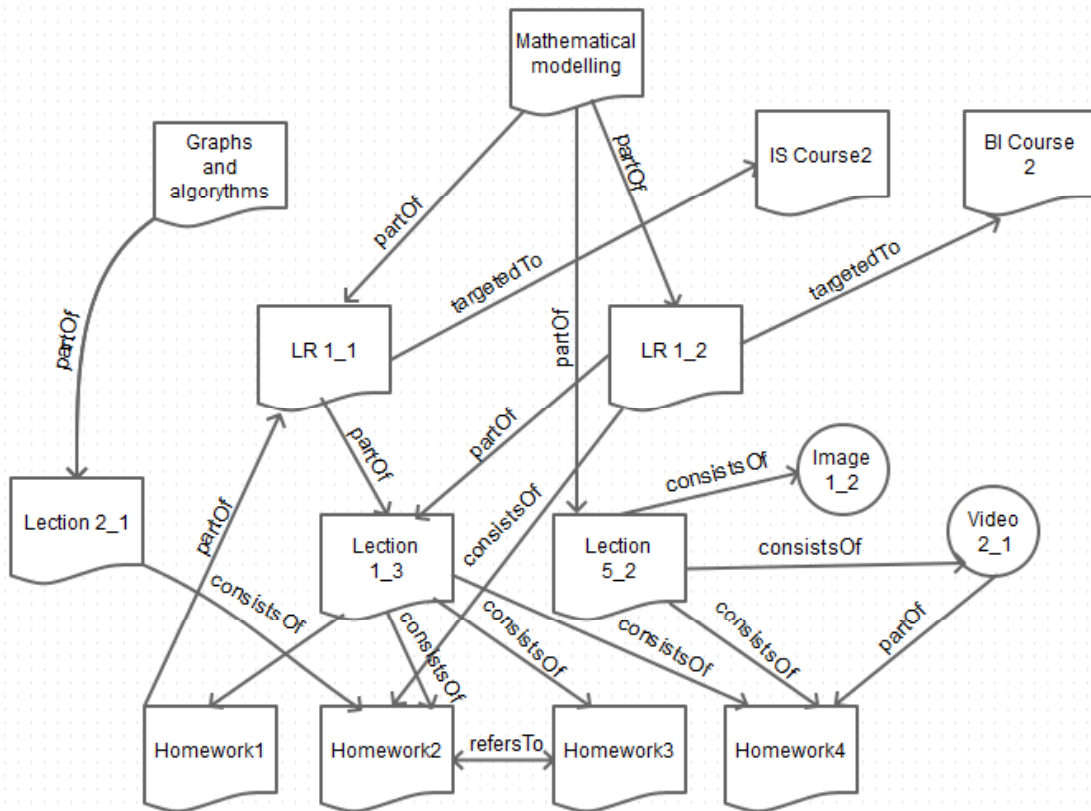 Mathematical
modelling
Graphs
and
algorythms
IS Course2
BI Course
2
partOf
partOf
targetedTo
targetedTo
partOf
partOf
LR 1_1
LR 1_2
partOf
partOf
partOf
consistsOf
consistsOf
Image
1_2
Lection 2_1
Lection
1_3
Lection
5_2
consistsOf
Video
2_1
consistsOf
consistsOf
consistsOf
consistsOf
consistsOf
partOf
Homework1
Homework2
refersTo
Homework3
Homework4